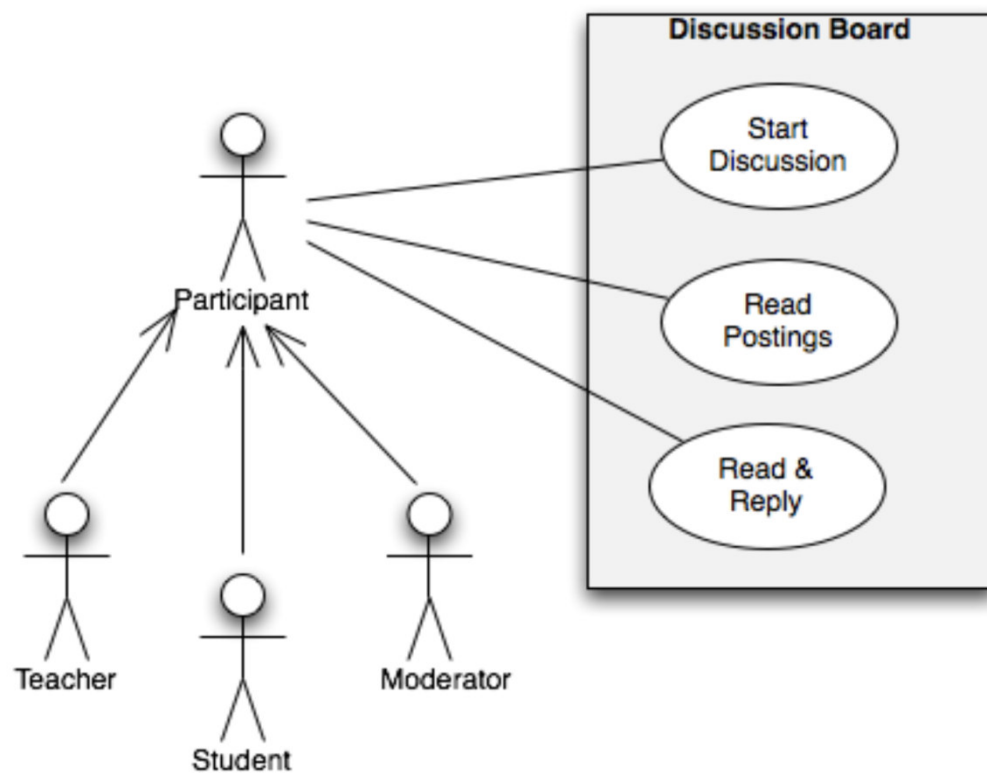 Discussion Board
Start
Discussion
Read
Postings
Read &
Reply
Participant
Teacher
Student
Moderator